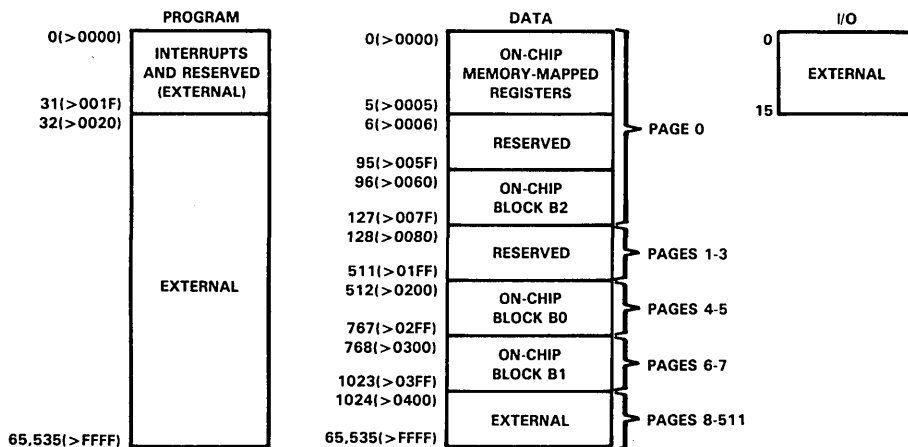 PROGRAM
0(>0000)
INTERRUPTS
AND RESERVED
(EXTERNAL)
31(>001F)
32(>0020)
EXTERNAL
65,535(>FFFF)
DATA
0(>0000)
ON-CHIP
MEMORY-MAPPED
REGISTERS
5(>0005)
6(>0006)
RESERVED
95(>005F)
96(>0060)
ON-CHIP
BLOCK B2
127(>007F)
128(>0080)
RESERVED
511(>01FF)
512(>0200)
ON-CHIP
BLOCK B0
767(>02FF)
768(>0300)
ON-CHIP
BLOCK B1
1023(>03FF)
1024(>0400)
EXTERNAL
65,535(>FFFF)
PAGE 0
PAGES 1-3
PAGES 4-5
PAGES 6-7
PAGES 8-511
I/O
0
EXTERNAL
15